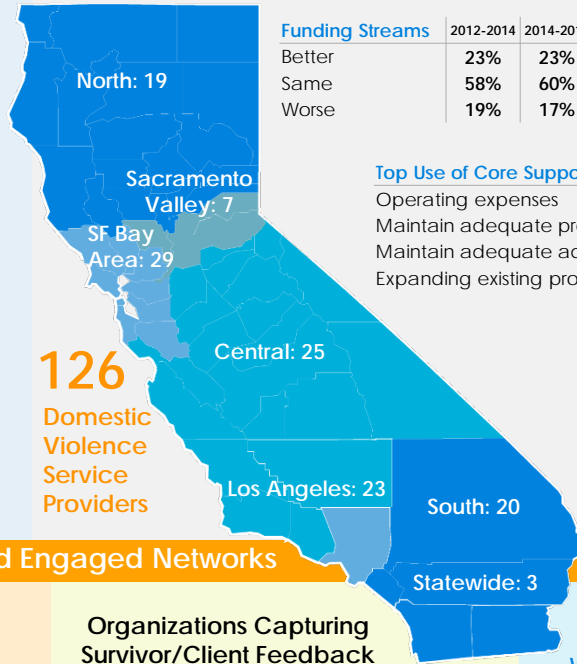 Funding Streams 2012-2014
Better 23% 23%
Same 58% 60%
Worse 19% 17%
Top Use of Core
Operating expenses
Maintain adequate
Maintain adequate
Expanding existing
North: 19
Sacramento
Valley: 7
SF Bay
Area: 29
Central: 25
126
Domestic
Violence
Service
Providers
Los Angeles: 23
South: 20
Engaged Networks
Statewide: 3
Organizations Capturing
Survivor/Client Feedback